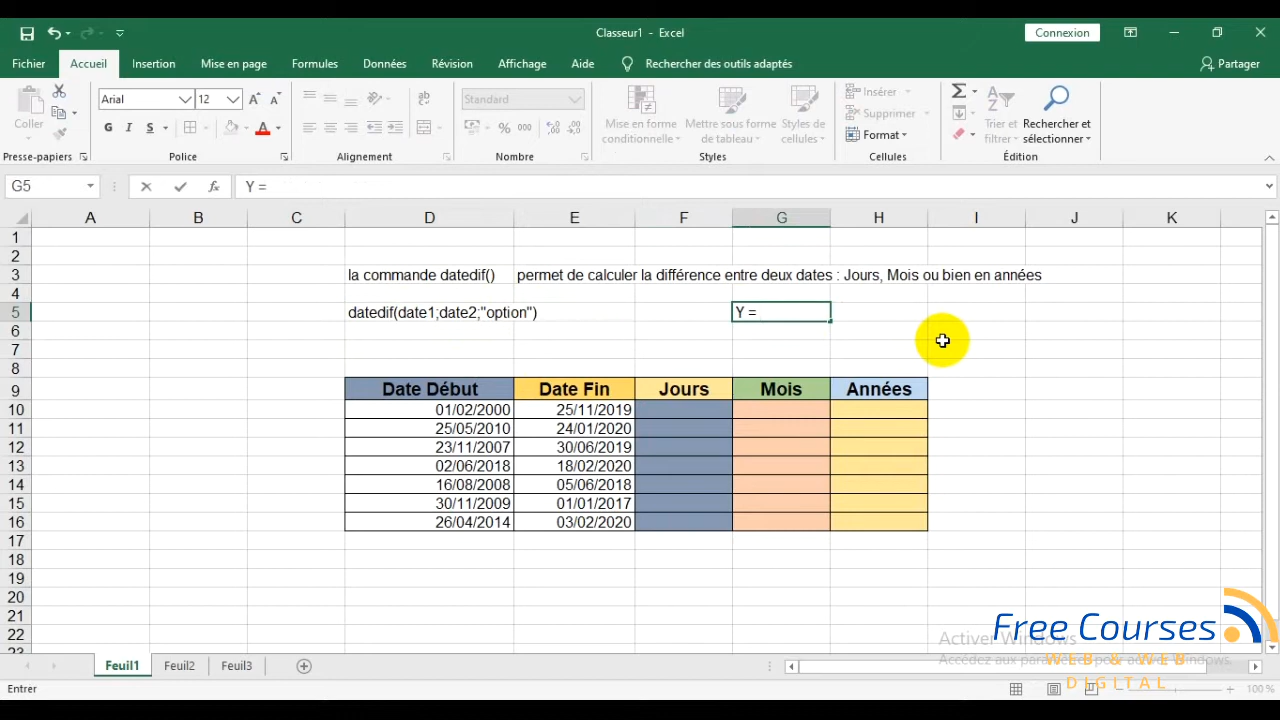 Classeur1 - Excel
Connexion
Fichier Accueil Insertion Mise en page Formules Données Révision Affichage Aide Rechercher des outils adaptés Partager
Coller
Presse-papiers
Arial 12
G I S
Police
Alignement
Standard
% 000
Nombre
Mise en forme conditionnelle
Mettre sous forme de tableau
Styles de cellules
Styles
Insérer
Supprimer
Format
Cellules
Trier et filtrer
Rechercher et sélectionner
Édition
G5 fx Y =
A B C D E F G H I J K
1
2
3 la commande datedif() permet de calculer la différence entre deux dates : Jours, Mois ou bien en années
4
5 datedif(date1;date2;"option") Y =
6
7
8
9 Date Début Date Fin Jours Mois Années
10 01/02/2000 25/11/2019
11 25/05/2010 24/01/2020
12 23/11/2007 30/06/2019
13 02/06/2018 18/02/2020
14 16/08/2008 05/06/2018
15 30/11/2009 01/01/2017
16 26/04/2014 03/02/2020
17
18
19
20
21
22
23
Free Courses
WEB & WEB
DIGITAL
Activer Windows
Accédez aux paramètres pour activer Windows.
Feuil1 Feuil2 Feuil3
Entrer
100 %